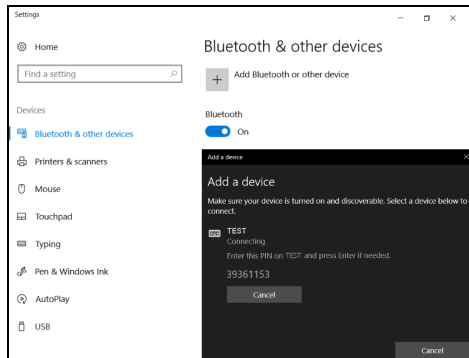 Settings
Home
Find a setting
Devices
Bluetooth & other devices
Printers & scanners
Mouse
Touchpad
Typing
Pen & Windows Ink
AutoPlay
USB
Bluetooth & other devices
Add Bluetooth or other device
Bluetooth
On
Add a device
Add a device
Make sure your device is turned on and discoverable. Select a device below to
connect.
TEST
Connecting
Enter this PIN on TEST and press Enter if needed.
39361153
Cancel
Cancel